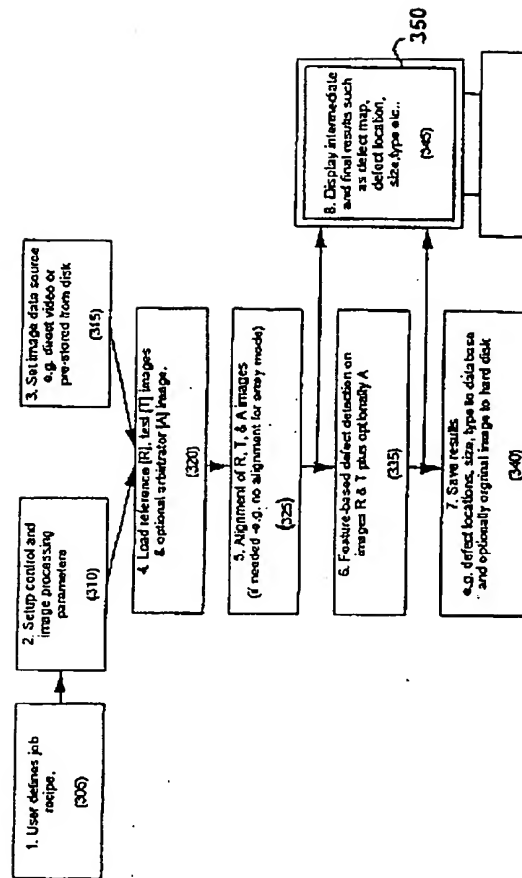 1. User defines job
recipe.
(305)
2. Setup control and
image processing
parameters
(310)
3. Set image data source
e.g. direct video or
pre-stored from disk
(315)
4. Load reference [R], test [T] images
& optional arbitrator [A] image.
(320)
5. Alignment of R, T, & A images
(if needed -e.g. no alignment for array mode)
(325)
6. Feature-based defect detection on
images R & T plus optionally A
(335)
7. Save results
e.g. defect locations, size, type to database
and optionally orginal image to hard disk
(340)
8. Display intermediate
and final results such
as defect map,
defect location,
size, type etc..
(345)
350